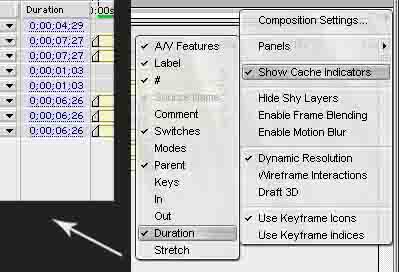 Duration
):00s
0;00;04;29
0;00;07;27
0;00;07;27
0;00;01;03
0;00;01;03
0;00;06;26
0;00;06;26
0;00;06;26
A/V Features
Label
#
Source Name
Comment
Switches
Modes
Parent
Keys
In
Out
Duration
Stretch
Composition Settings...
Panels
Show Cache Indicators
Hide Shy Layers
Enable Frame Blending
Enable Motion Blur
Dynamic Resolution
Wireframe Interactions
Draft 3D
Use Keyframe Icons
Use Keyframe Indices